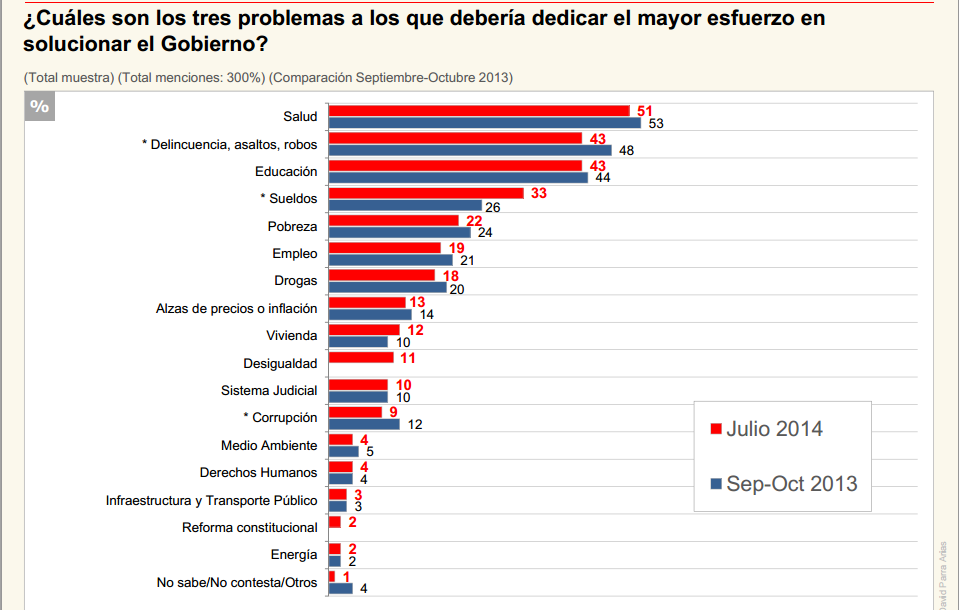 ¿Cuáles son los tres problemas a los que debería dedicar el mayor esfuerzo en
solucionar el Gobierno?
(Total muestra) (Total menciones: 300%) (Comparación Septiembre-Octubre 2013)
%
Salud 51
53
* Delincuencia, asaltos, robos 43
48
Educación 43
44
* Sueldos 33
26
Pobreza 22
24
Empleo 19
21
Drogas 18
20
Alzas de precios o inflación 13
14
Vivienda 12
10
Desigualdad 11
Sistema Judicial 10
10
* Corrupción 9
12
Medio Ambiente 4
5
Derechos Humanos 4
4
Infraestructura y Transporte Público 3
3
Reforma constitucional 2
Energía 2
2
No sabe/No contesta/Otros 1
4
Julio 2014
Sep-Oct 2013
David Parra Arias